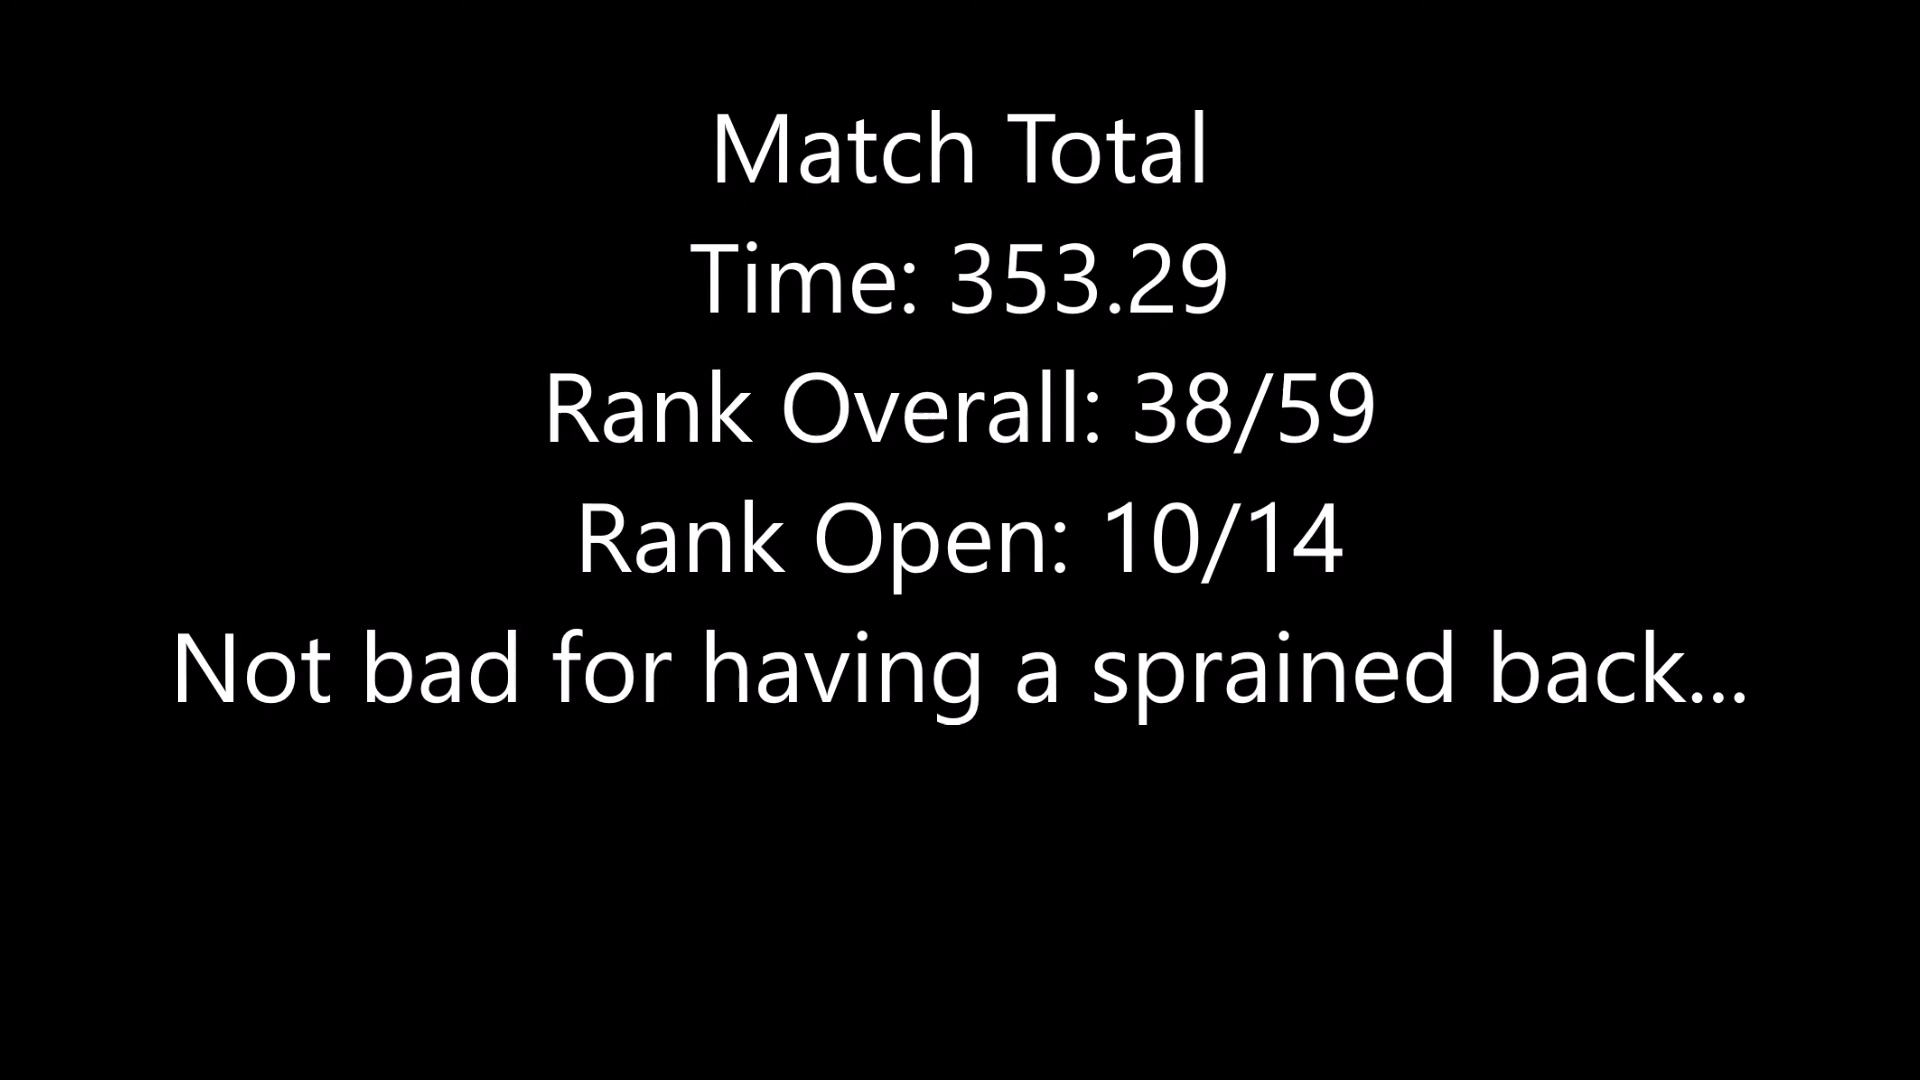 Match Total
Time: 353.29
Rank Overall: 38/59
Rank Open: 10/14
Not bad for having a sprained back...